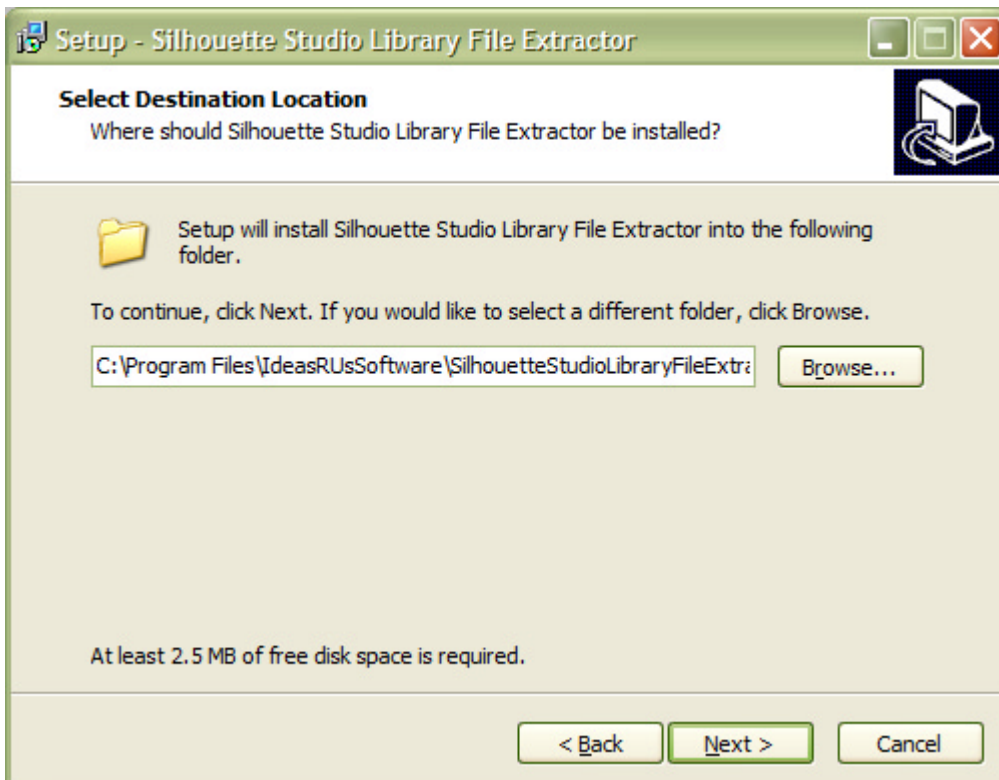 Setup - Silhouette Studio Library File Extractor
Select Destination Location
Where should Silhouette Studio Library File Extractor be installed?
Setup will install Silhouette Studio Library File Extractor into the following
folder.
To continue, click Next. If you would like to select a different folder, click Browse.
C:\Program Files\IdeasRUsSoftware\SilhouetteStudioLibraryFileExtra
Browse...
At least 2.5 MB of free disk space is required.
< Back
Next >
Cancel